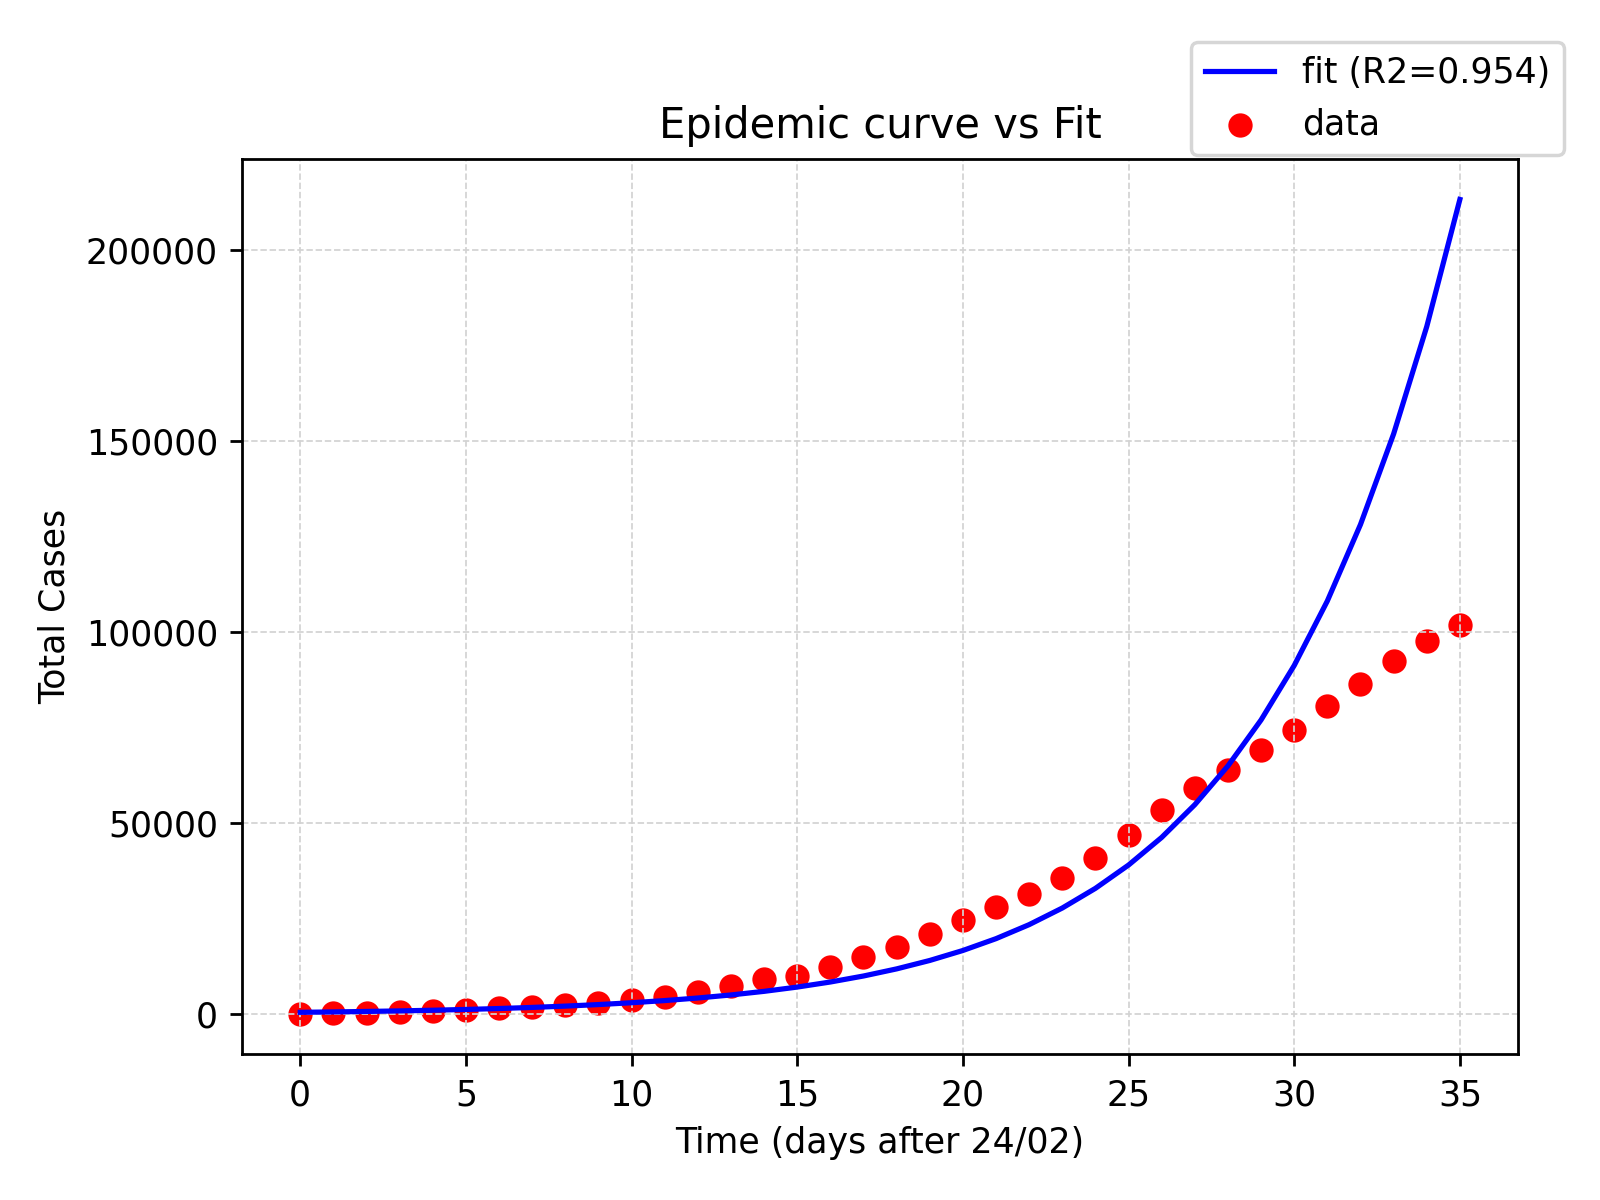 fit (R2=0.954)
data
Epidemic curve vs Fit
200000
150000
100000
50000
0
Total Cases
0 5 10 15 20 25 30 35
Time (days after 24/02)